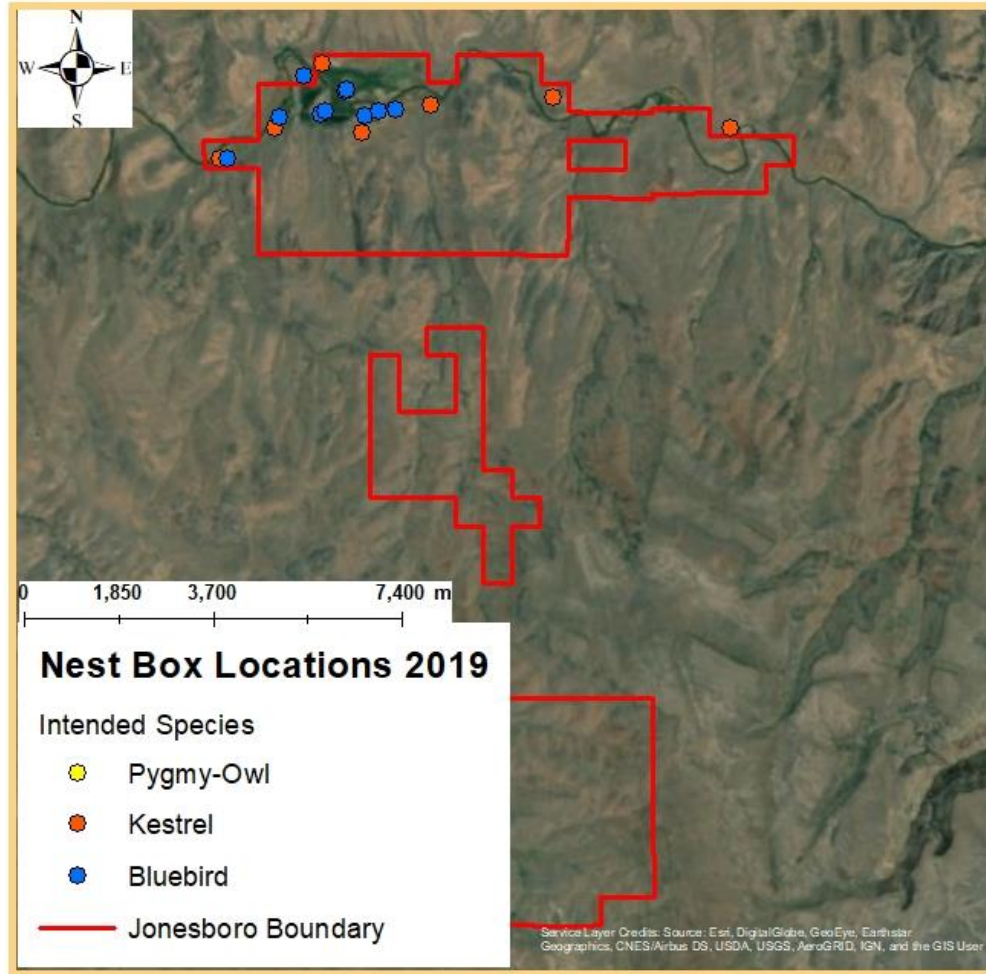 N
W E
S
0 1,850 3,700 7,400 m
Nest Box Locations 2019
Intended Species
Pygmy-Owl
Kestrel
Bluebird
Jonesboro Boundary
Service Layer Credits: Source: Esri, DigitalGlobe, GeoEye, Earthstar
Geographics, CNES/Airbus DS, USDA, USGS, AeroGRID, IGN, and the GIS User